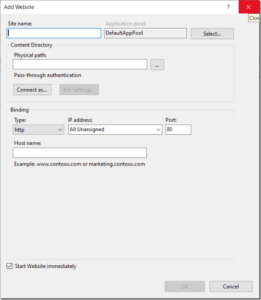 Add Website
?
Clos
Site name:
Application pool:
DefaultAppPool
Select...
Content Directory
Physical path:
...
Pass-through authentication
Connect as...
Test Settings...
Binding
Type:
IP address:
Port:
http
All Unassigned
80
Host name:
Example: www.contoso.com or marketing.contoso.com
Start Website immediately
OK
Cancel